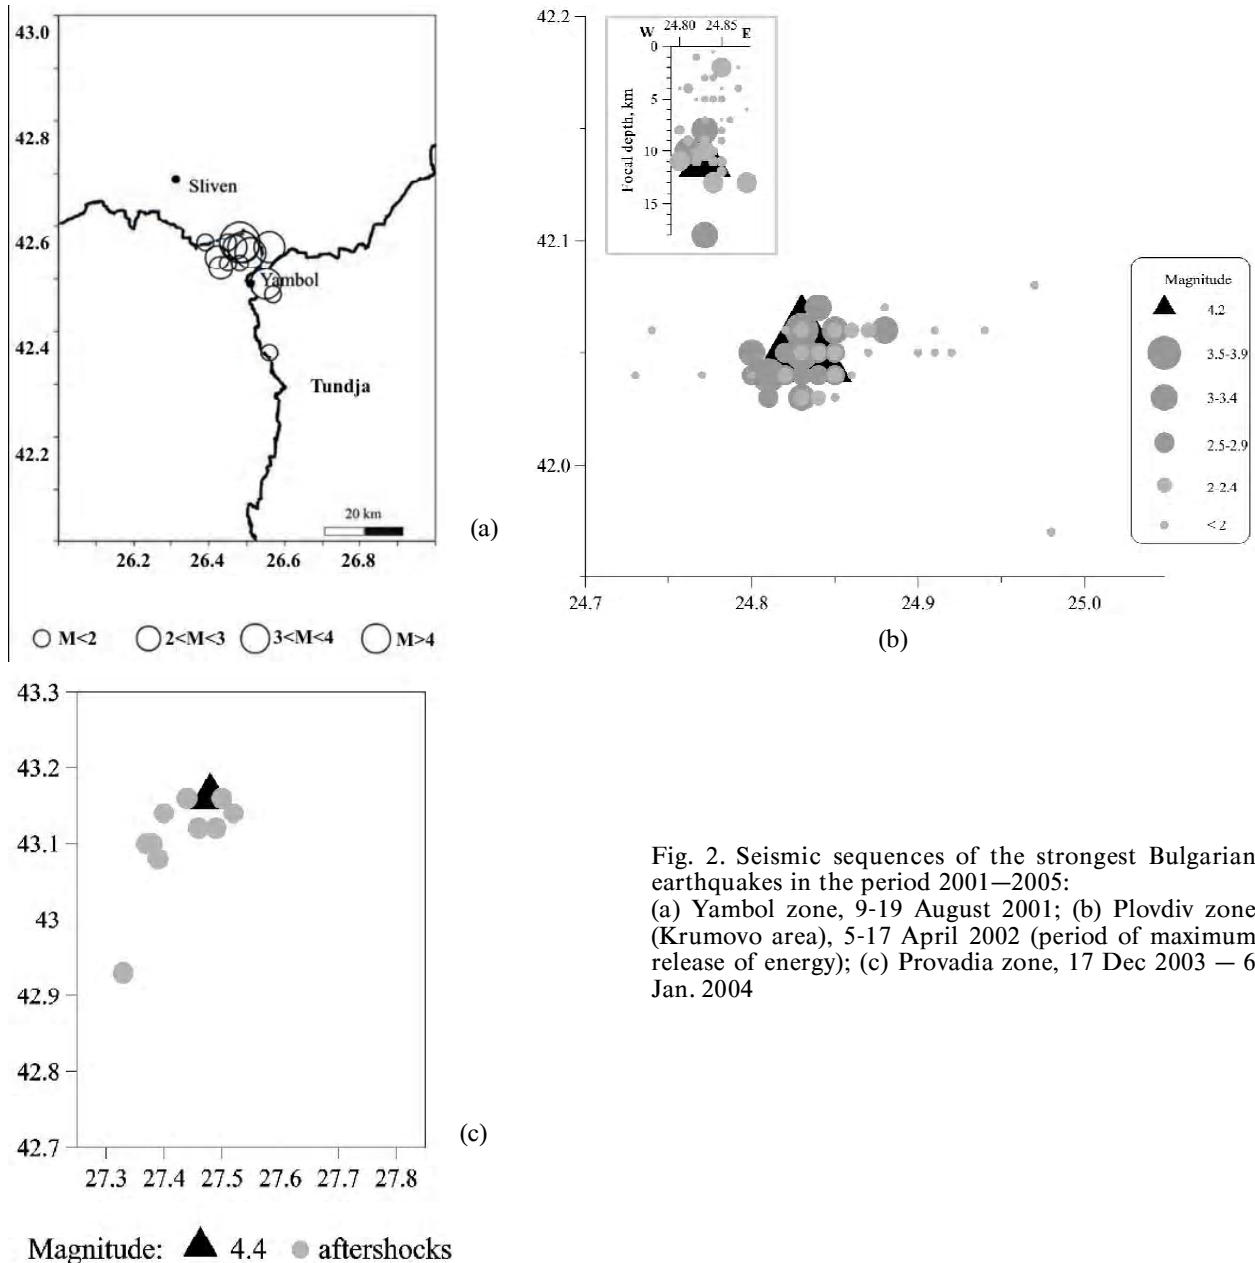 43.0
42.8
42.6
42.4
42.2
Sliven
Yambol
Tundja
20 km
26.2 26.4 26.6 26.8
(a)
M<2 2<M<3 3<M<4 M>4
42.2
42.1
42.0
24.7 24.8 24.9 25.0
W 24.80 24.85 E
0
5
10
15
Focal depth, km
Magnitude
4.2
3.5-3.9
3-3.4
2.5-2.9
2-2.4
<2
(b)
43.3
43.2
43.1
43
42.9
42.8
42.7
27.3 27.4 27.5 27.6 27.7 27.8
(c)
Magnitude: 4.4 aftershocks
Fig. 2. Seismic sequences of the strongest Bulgarian
earthquakes in the period 2001—2005:
(a) Yambol zone, 9-19 August 2001; (b) Plovdiv zone
(Krumovo area), 5-17 April 2002 (period of maximum
release of energy); (c) Provadia zone, 17 Dec 2003 — 6
Jan. 2004